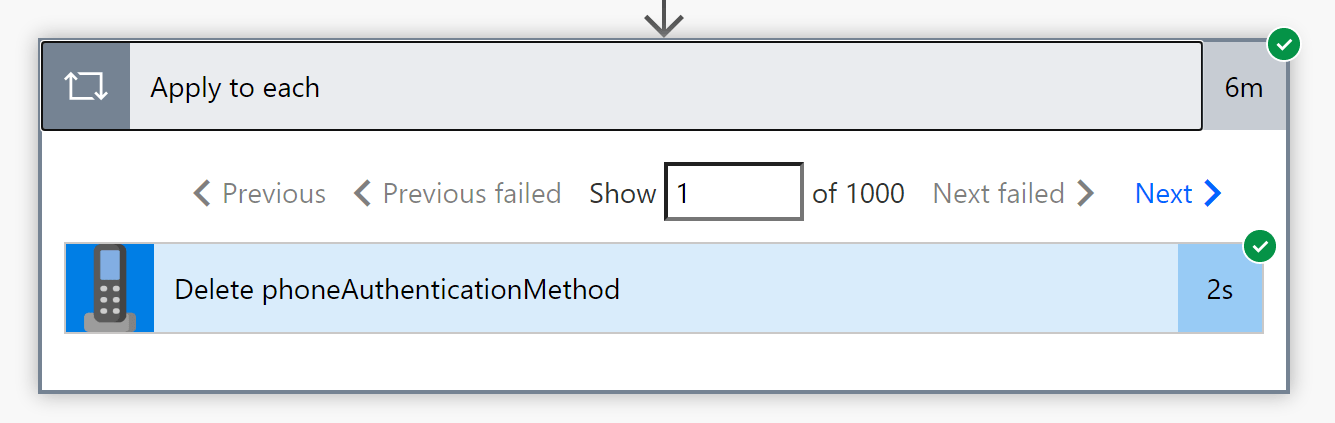 Apply to each 6m
Previous Previous failed Show 1 of 1000 Next failed Next
Delete phoneAuthenticationMethod 2s